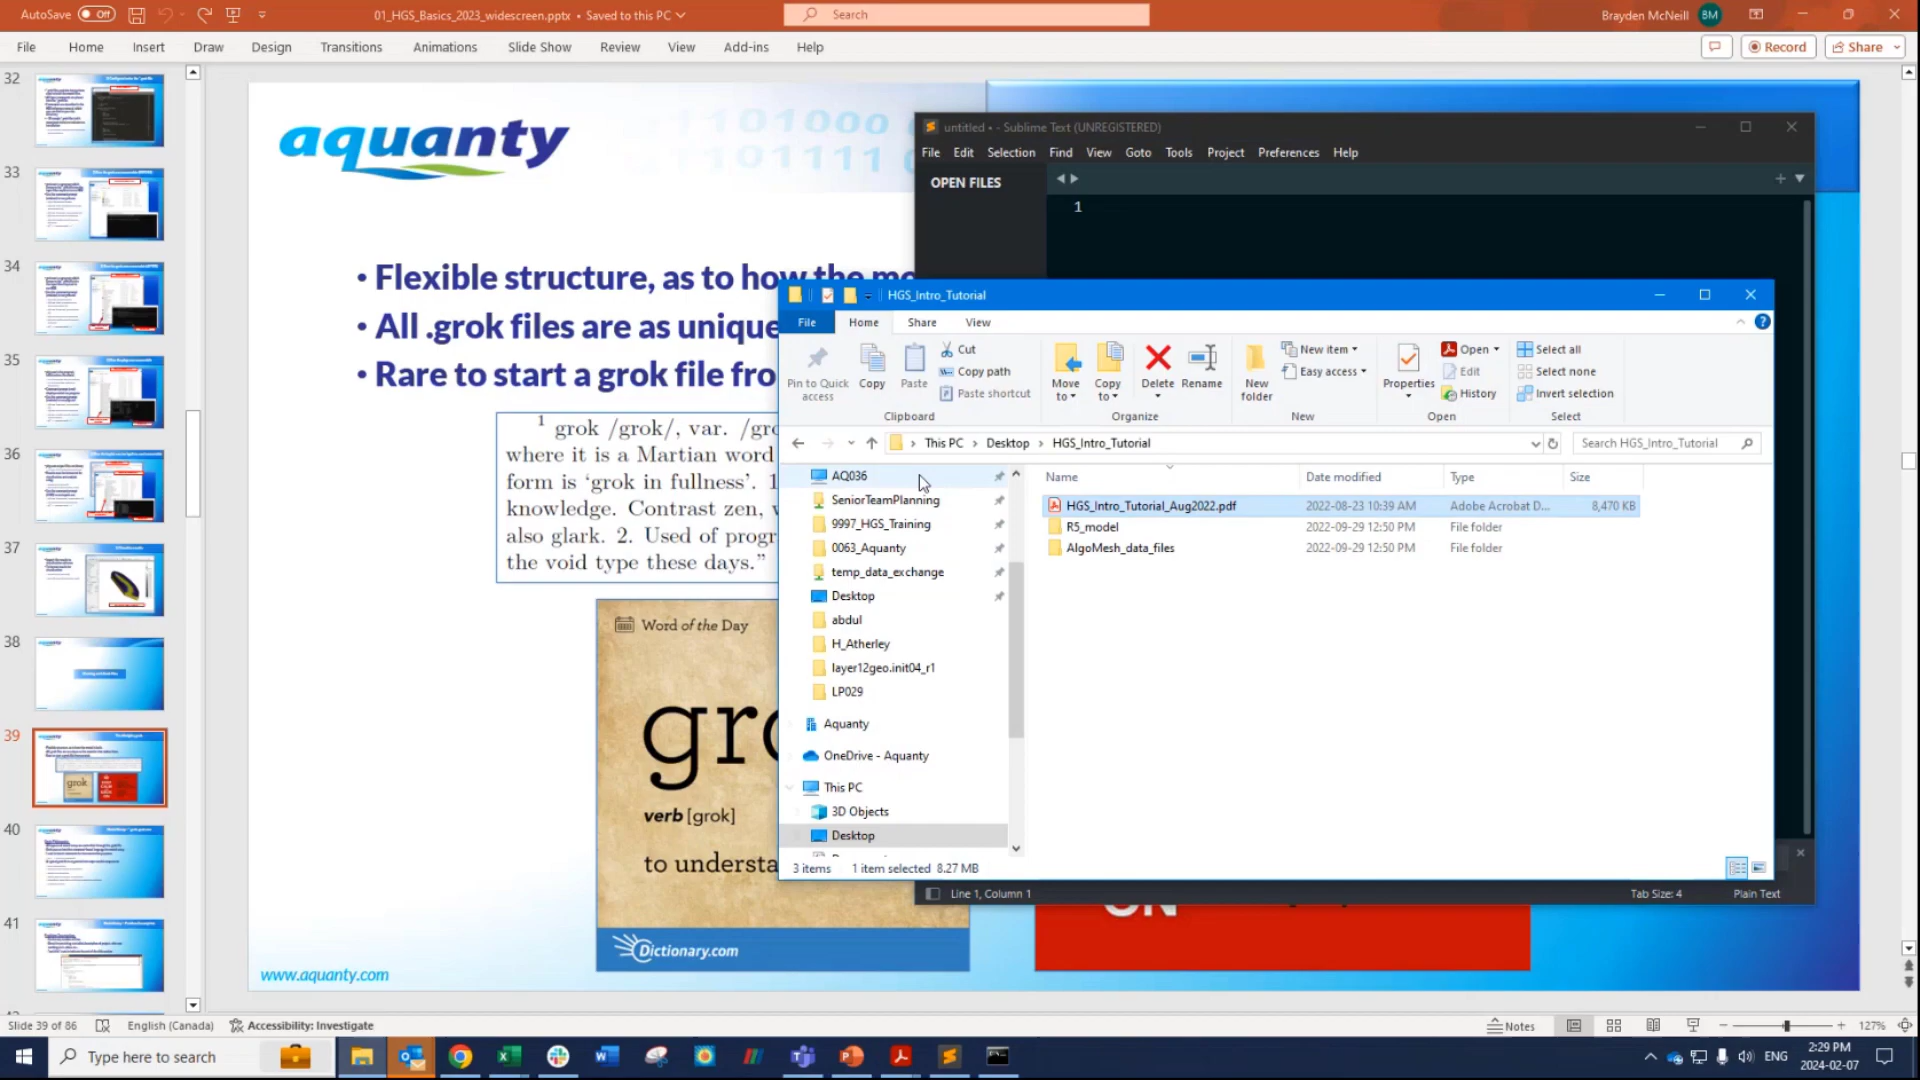 AutoSave Off
01_HGS_Basics_2023_widescreen.pptx • Saved to this PC
Search
Brayden McNeill BM
File Home Insert Draw Design Transitions Animations Slide Show Review View Add-ins Help
Record Share
32
33
34
35
36
37
38
39
40
41
aquanty
• Flexible structure, as to how the mo
• All .grok files are as unique
• Rare to start a grok file fro
1 grok /grok/, var. /gro
where it is a Martian word
form is ‘grok in fullness’. 1
knowledge. Contrast zen, w
also glark. 2. Used of progr
the void type these days.”
Word of the Day
gro
verb [grok]
to understa
Dictionary.com
ON
www.aquanty.com
untitled • - Sublime Text (UNREGISTERED)
File Edit Selection Find View Goto Tools Project Preferences Help
OPEN FILES
1
Line 1, Column 1
Tab Size: 4
Plain Text
HGS_Intro_Tutorial
File Home Share View
Pin to Quick access
Copy
Paste
Cut
Copy path
Paste shortcut
Clipboard
Move to
Copy to
Delete
Rename
Organize
New folder
New item
Easy access
New
Properties
Open
Edit
History
Open
Select all
Select none
Invert selection
Select
This PC Desktop HGS_Intro_Tutorial
Search HGS_Intro_Tutorial
AQ036
SeniorTeamPlanning
9997_HGS_Training
0063_Aquanty
temp_data_exchange
Desktop
abdul
H_Atherley
layer12geo.init04_r1
LP029
Aquanty
OneDrive - Aquanty
This PC
3D Objects
Desktop
Name Date modified Type Size
HGS_Intro_Tutorial_Aug2022.pdf 2022-08-23 10:39 AM Adobe Acrobat D... 8,470 KB
R5_model 2022-09-29 12:50 PM File folder
AlgoMesh_data_files 2022-09-29 12:50 PM File folder
3 items 1 item selected 8.27 MB
Slide 39 of 86 English (Canada) Accessibility: Investigate
Notes
127%
Type here to search
ENG
2:29 PM
2024-02-07